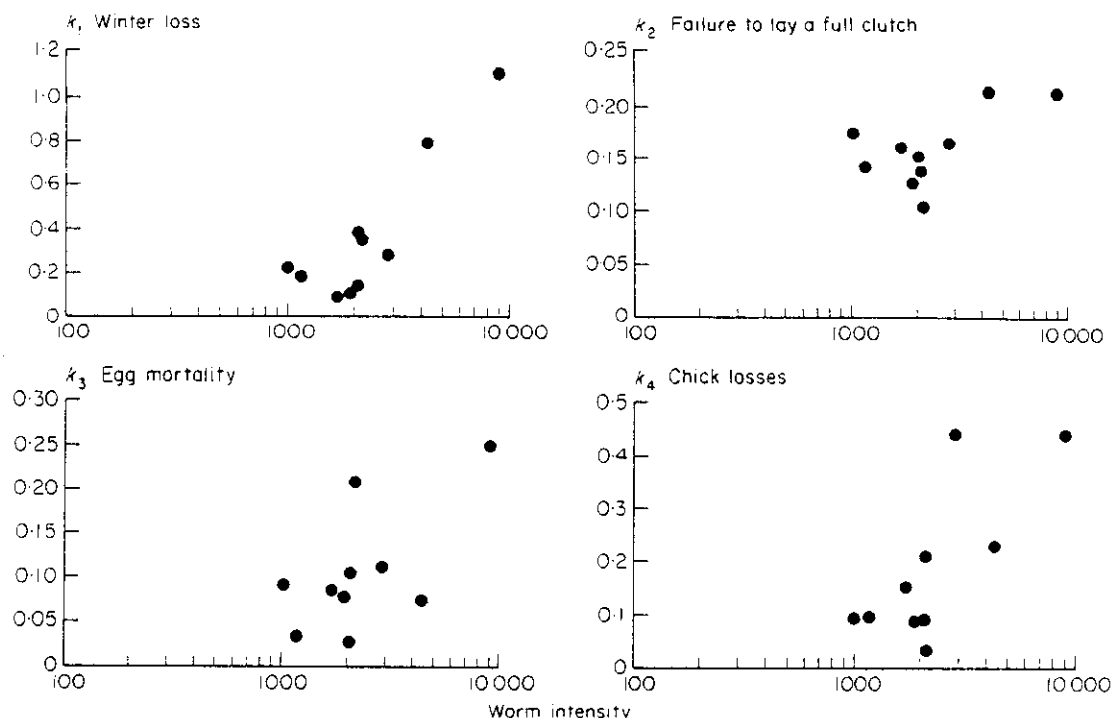 k₁ Winter loss
1·2
1·0
0·8
0·6
0·4
0·2
0
100 1000 10 000
k₂ Failure to lay a full clutch
0·25
0·20
0·15
0·10
0·05
0
100 1000 10 000
k₃ Egg mortality
0·30
0·25
0·20
0·15
0·10
0·05
0
100 1000 10 000
k₄ Chick losses
0·5
0·4
0·3
0·2
0·1
0
100 1000 10 000
Worm intensity